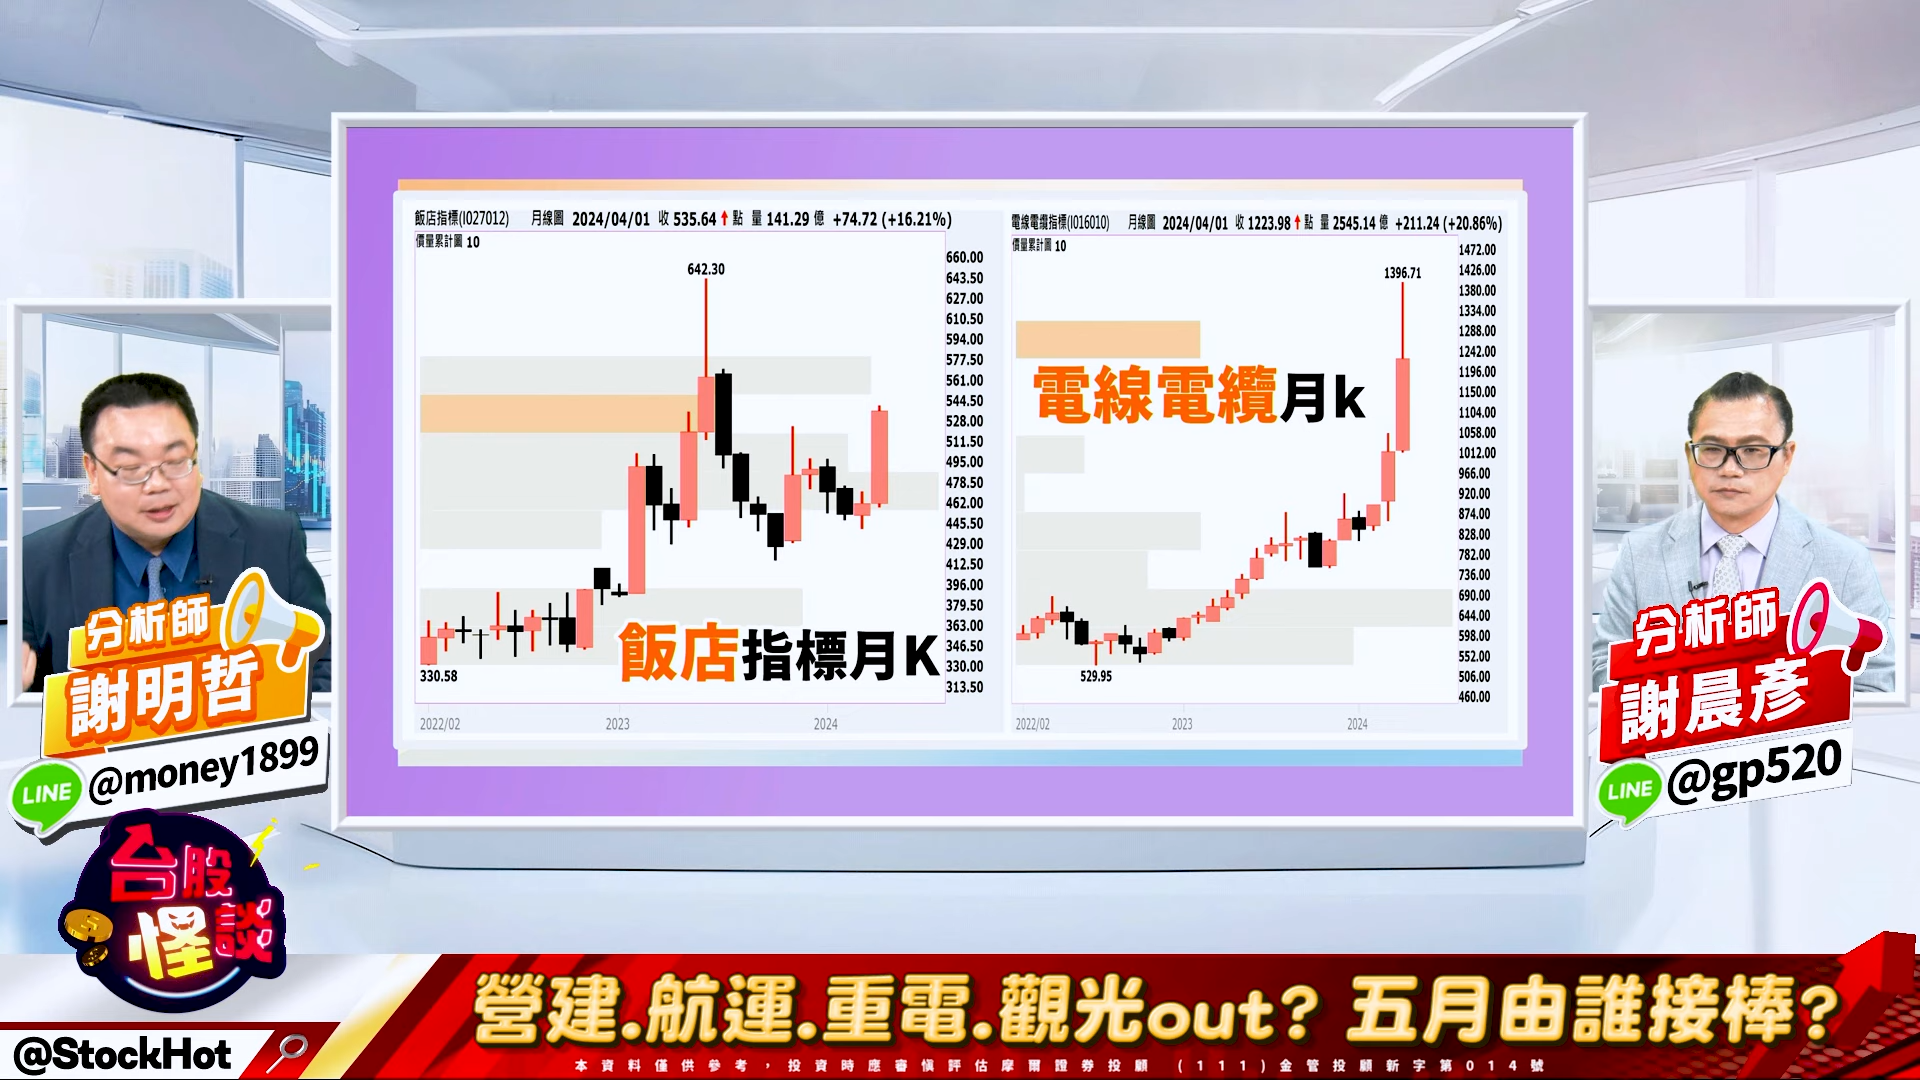 飯店指標(I027012) 月線圖 2024/04/01 收 535.64 點 量 141.29 億 +74.72 (+16.21%)
價量累計圖 10
642.30
660.00
643.50
627.00
610.50
594.00
577.50
561.00
544.50
528.00
511.50
495.00
478.50
462.00
445.50
429.00
412.50
396.00
379.50
363.00
346.50
330.00
313.50
飯店指標月K
330.58
2022/02 2023 2024
電線電纜指標(I016010) 月線圖 2024/04/01 收 1223.98 點 量 2545.14 億 +211.24 (+20.86%)
價量累計圖 10
1396.71
1472.00
1426.00
1380.00
1334.00
1288.00
1242.00
1196.00
1150.00
1104.00
1058.00
1012.00
966.00
920.00
874.00
828.00
782.00
736.00
690.00
644.00
598.00
552.00
506.00
460.00
電線電纜月k
529.95
2022/02 2023 2024
分析師
謝明哲
LINE @money1899
分析師
謝晨彥
LINE @gp520
台股
怪談
@StockHot
營建.航運.重電.觀光out? 五月由誰接棒?
本資料僅供參考，投資時應審慎評估摩爾證券投顧 (111)金管投顧新字第014號